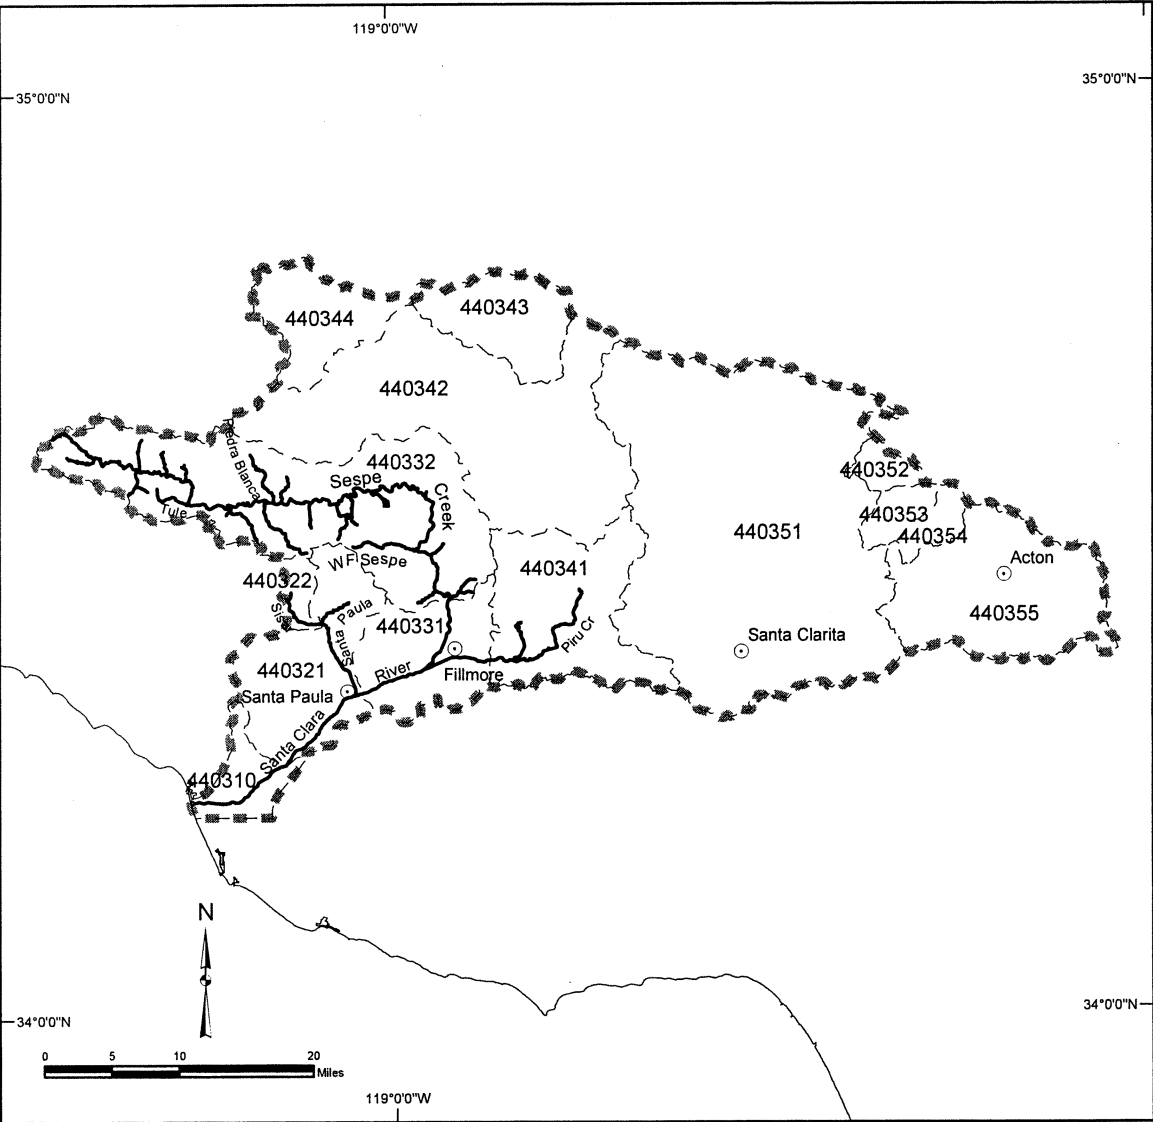 119°0'0"W
35°0'0"N
35°0'0"N
440344
440343
440342
Piedra Blanca
440332
Sespe
Creek
Tule
440352
440353
440354
440351
Acton
WF Sespe
440341
440322
Sisar
Paula
Santa
440331
440355
Piru Cr
Santa Clarita
440321
River
Fillmore
Santa Paula
Santa Clara
440310
N
34°0'0"N
34°0'0"N
0 5 10 20
Miles
119°0'0"W